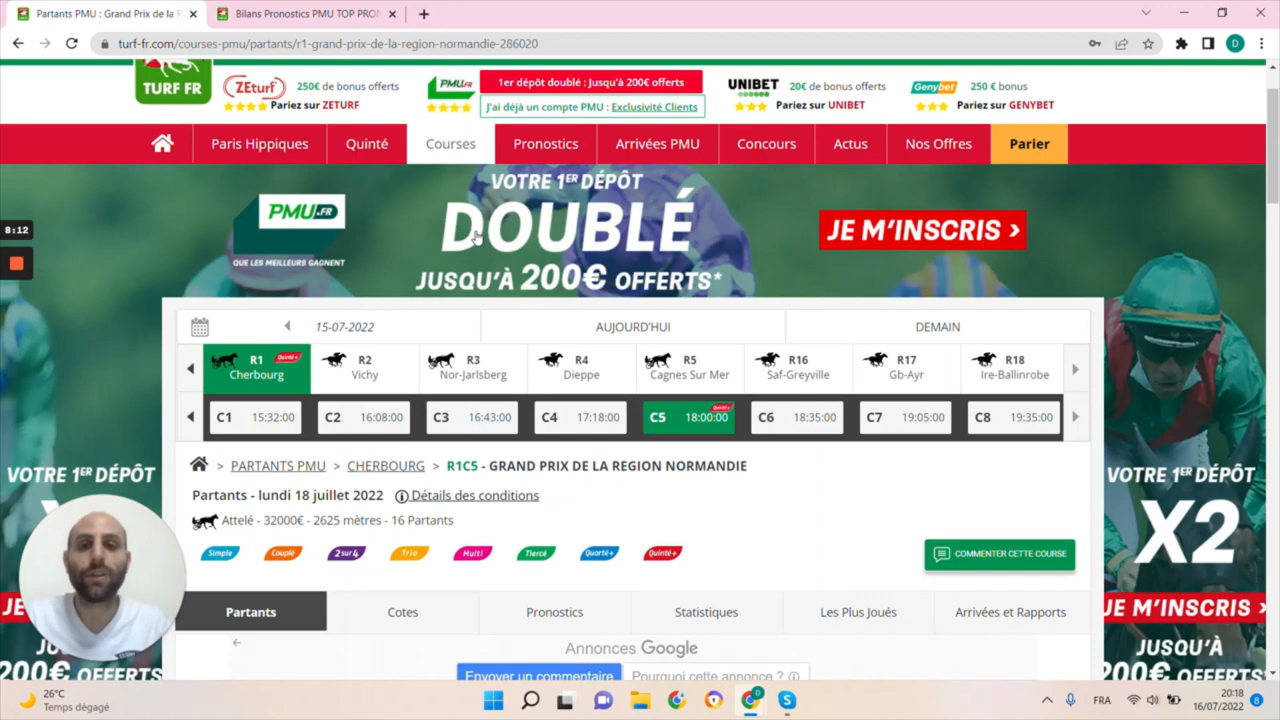 Partants PMU : Grand Prix de la R
Bilans Pronostics PMU TOP PRON
turf-fr.com/courses-pmu/partants/r1-grand-prix-de-la-region-normandie-286020
TURF FR
ZEturf
250€ de bonus offerts
Pariez sur ZETURF
PMU.FR
1er dépôt doublé : Jusqu'à 200€ offerts
J'ai déjà un compte PMU : Exclusivité Clients
UNIBET
20€ de bonus offerts
Pariez sur UNIBET
Genybet
250 € bonus
Pariez sur GENYBET
Paris Hippiques
Quinté
Courses
Pronostics
Arrivées PMU
Concours
Actus
Nos Offres
Parier
PMU.FR
QUE LES MEILLEURS GAGNENT
VOTRE 1ER DÉPÔT
DOUBLÉ
JUSQU'À 200€ OFFERTS*
JE M'INSCRIS >
8:12
15-07-2022
AUJOURD'HUI
DEMAIN
R1 Quinté+
Cherbourg
R2
Vichy
R3
Nor-Jarlsberg
R4
Dieppe
R5
Cagnes Sur Mer
R16
Saf-Greyville
R17
Gb-Ayr
R18
Ire-Ballinrobe
C1 15:32:00
C2 16:08:00
C3 16:43:00
C4 17:18:00
C5 18:00:00 Quinté+
C6 18:35:00
C7 19:05:00
C8 19:35:00
> PARTANTS PMU > CHERBOURG > R1C5 - GRAND PRIX DE LA REGION NORMANDIE
Partants - lundi 18 juillet 2022 Détails des conditions
Attelé - 32000€ - 2625 mètres - 16 Partants
Simple
Couplé
2sur4
Trio
Multi
Tiercé
Quarté+
Quinté+
COMMENTER CETTE COURSE
Partants
Cotes
Pronostics
Statistiques
Les Plus Joués
Arrivées et Rapports
Annonces Google
Envoyer un commentaire
Pourquoi cette annonce ?
VOTRE 1ER DÉPÔT
JE
JU
200€ OFFERTS
VOTRE 1ER DÉPÔT
X2
JE M'INSCRIS >
JUSQU'À
200€ OFFERTS
26°C
Temps dégagé
FRA
20:18
16/07/2022
8